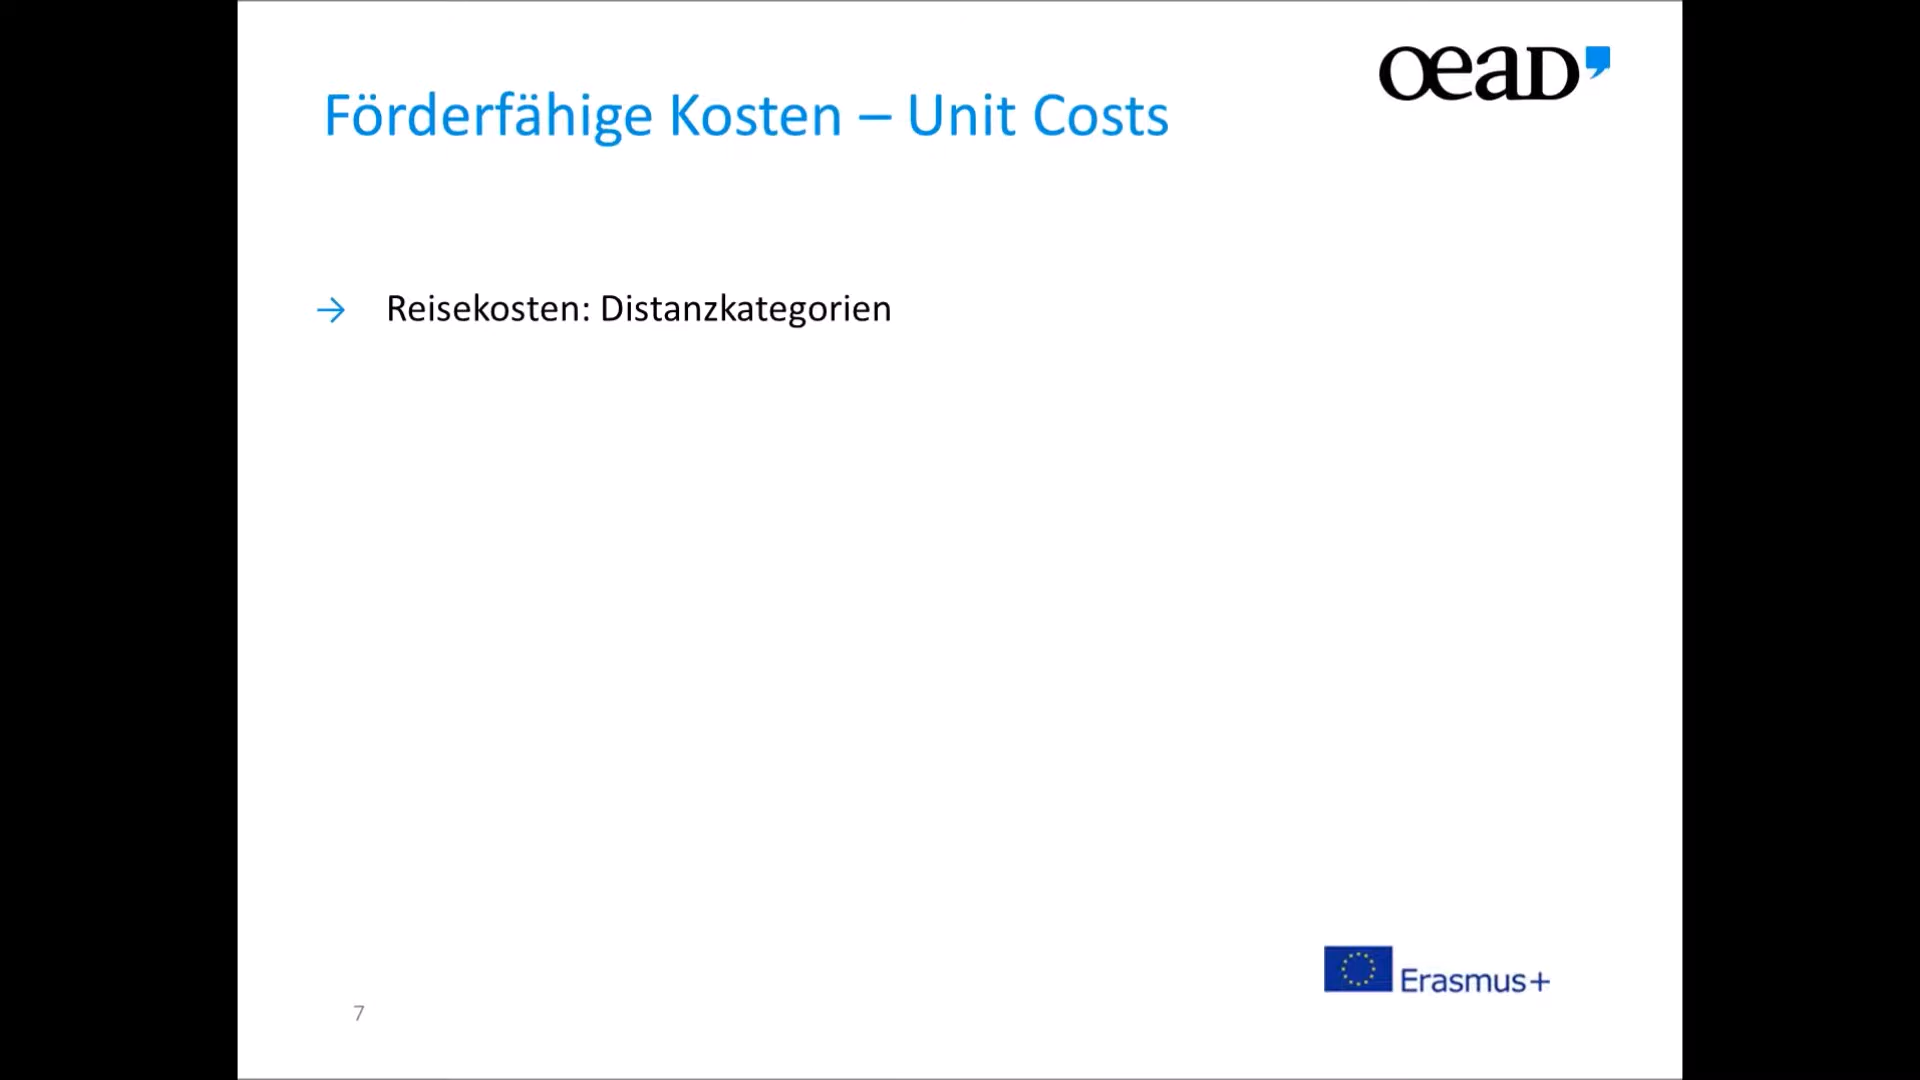 OeAD'
Förderfähige Kosten – Unit Costs
→ Reisekosten: Distanzkategorien
Erasmus+
7